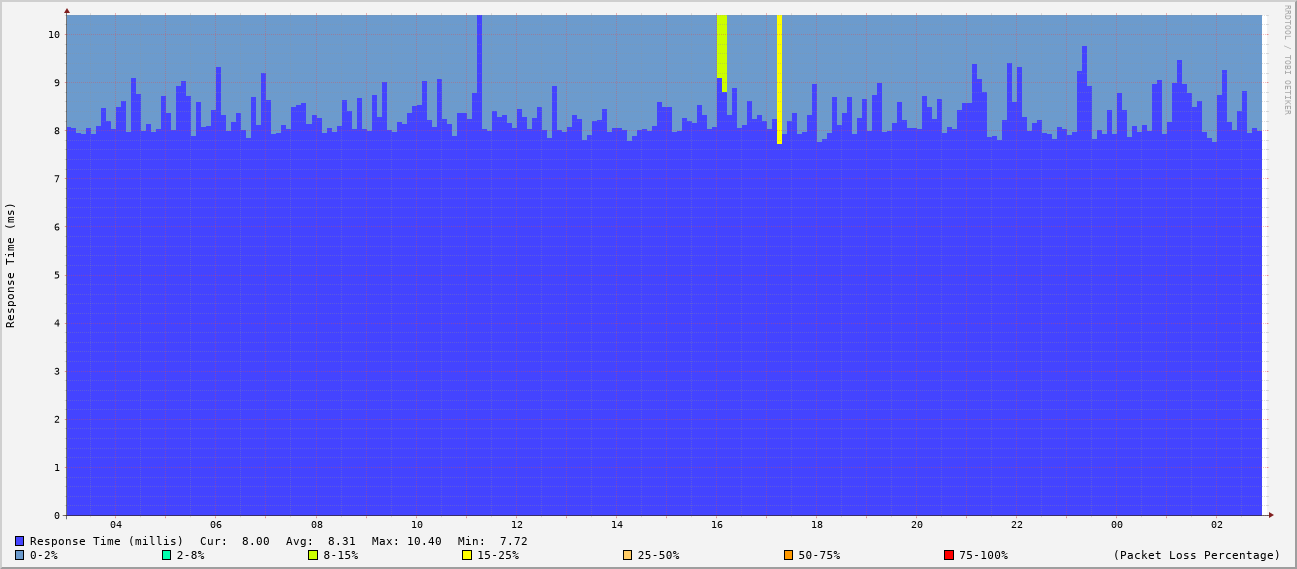 RRDTOOL / TOBI OETIKER
Response Time (ms)
10
9
8
7
6
5
4
3
2
1
0
04 06 08 10 12 14 16 18 20 22 00 02
Response Time (millis) Cur: 8.00 Avg: 8.31 Max: 10.40 Min: 7.72
0-2% 2-8% 8-15% 15-25% 25-50% 50-75% 75-100% (Packet Loss Percentage)